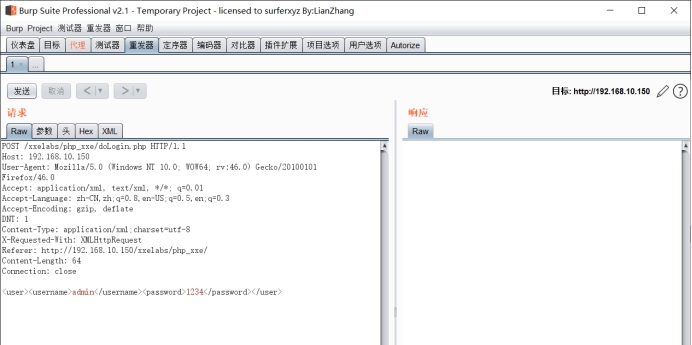 Burp Suite Professional v2.1 - Temporary Project - licensed to surferxyz By:LianZhang
Burp Project 测试器 重发器 窗口 帮助
仪表盘 目标 代理 测试器 重发器 定序器 编码器 对比器 插件扩展 项目选项 用户选项 Autorize
1 × ...
发送 取消 < | ▼ > | ▼ 目标: http://192.168.10.150 ?
请求 响应
Raw 参数 头 Hex XML Raw
POST /xxelabs/php_xxe/doLogin.php HTTP/1.1
Host: 192.168.10.150
User-Agent: Mozilla/5.0 (Windows NT 10.0; WOW64; rv:46.0) Gecko/20100101
Firefox/46.0
Accept: application/xml, text/xml, */*; q=0.01
Accept-Language: zh-CN,zh;q=0.8,en-US;q=0.5,en;q=0.3
Accept-Encoding: gzip, deflate
DNT: 1
Content-Type: application/xml;charset=utf-8
X-Requested-With: XMLHttpRequest
Referer: http://192.168.10.150/xxelabs/php_xxe/
Content-Length: 64
Connection: close
<user><username>admin</username><password>1234</password></user>